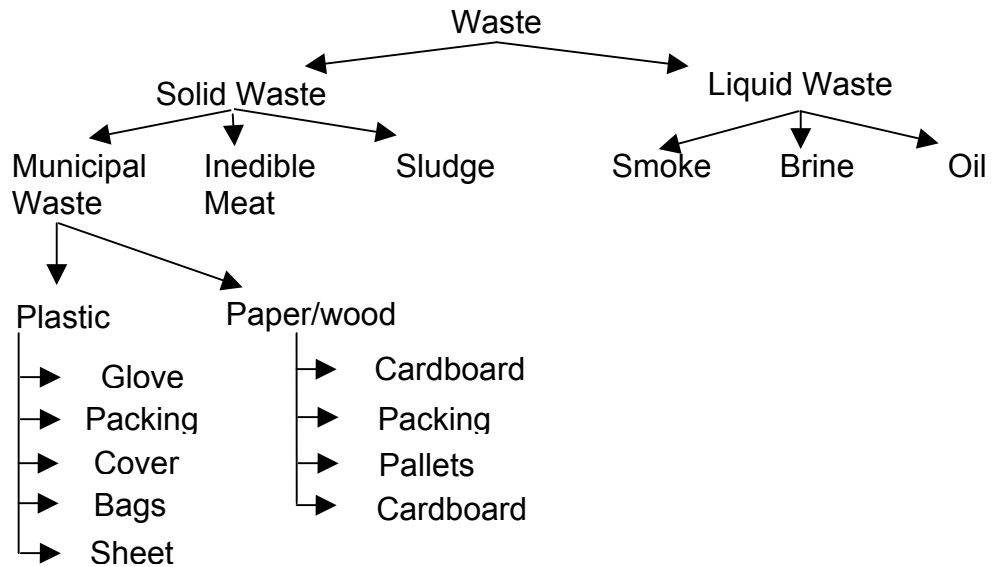 Waste
Solid Waste
Liquid Waste
Municipal
Waste
Inedible
Meat
Sludge
Smoke
Brine
Oil
Plastic
Glove
Packing
Cover
Bags
Sheet
Paper/wood
Cardboard
Packing
Pallets
Cardboard